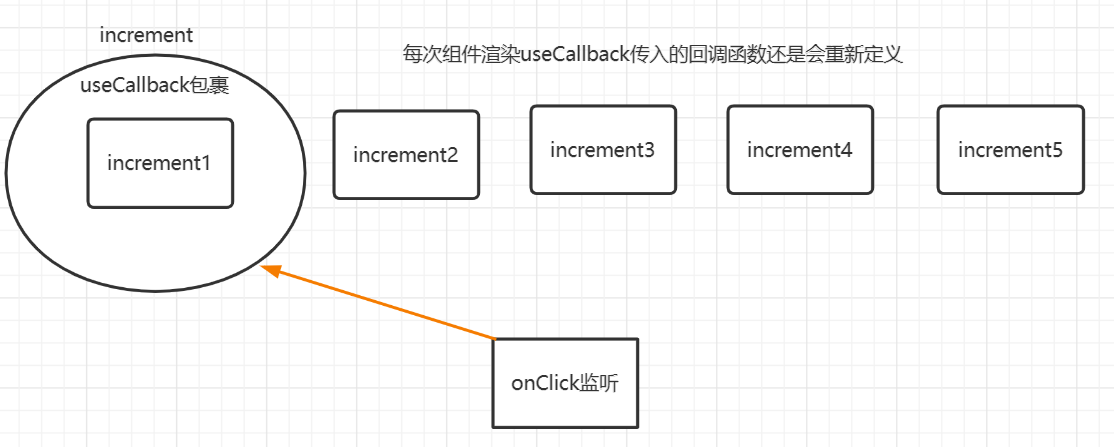 increment
每次组件渲染useCallback传入的回调函数还是会重新定义
useCallback包裹
increment1
increment2
increment3
increment4
increment5
onClick监听